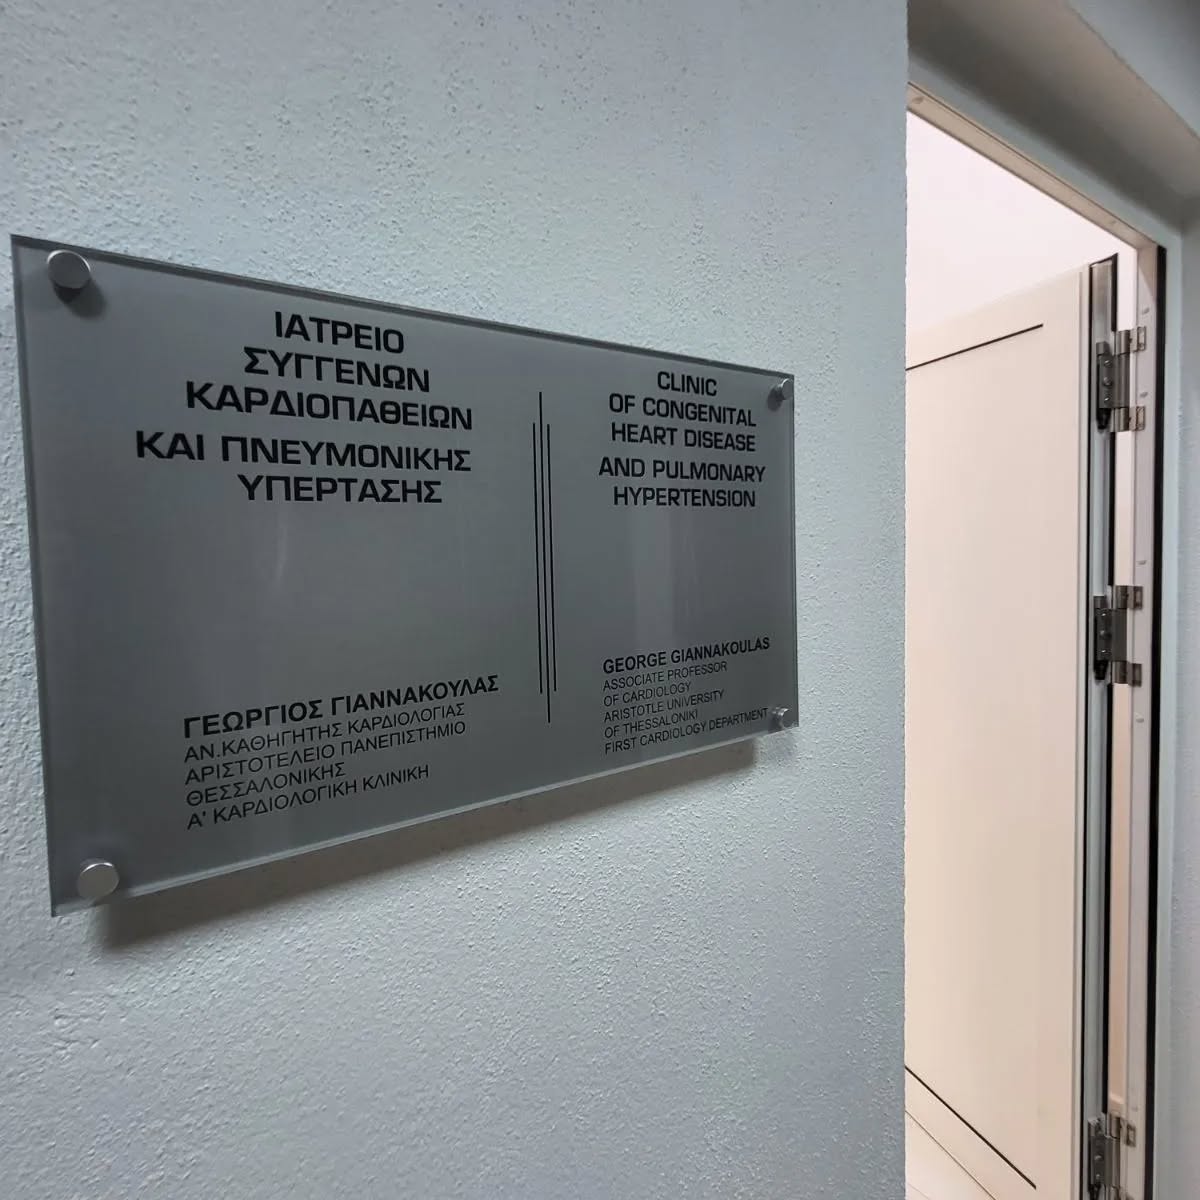 ΙΑΤΡΕΙΟ
ΣΥΓΓΕΝΩΝ
ΚΑΡΔΙΟΠΑΘΕΙΩΝ
ΚΑΙ ΠΝΕΥΜΟΝΙΚΗΣ
ΥΠΕΡΤΑΣΗΣ
ΓΕΩΡΓΙΟΣ ΓΙΑΝΝΑΚΟΥΛΑΣ
ΑΝ.ΚΑΘΗΓΗΤΗΣ ΚΑΡΔΙΟΛΟΓΙΑΣ
ΑΡΙΣΤΟΤΕΛΕΙΟ ΠΑΝΕΠΙΣΤΗΜΙΟ
ΘΕΣΣΑΛΟΝΙΚΗΣ
Α' ΚΑΡΔΙΟΛΟΓΙΚΗ ΚΛΙΝΙΚΗ
CLINIC
OF CONGENITAL
HEART DISEASE
AND PULMONARY
HYPERTENSION
GEORGE GIANNAKOULAS
ASSOCIATE PROFESSOR
OF CARDIOLOGY
ARISTOTLE UNIVERSITY
OF THESSALONIKI
FIRST CARDIOLOGY DEPARTMENT